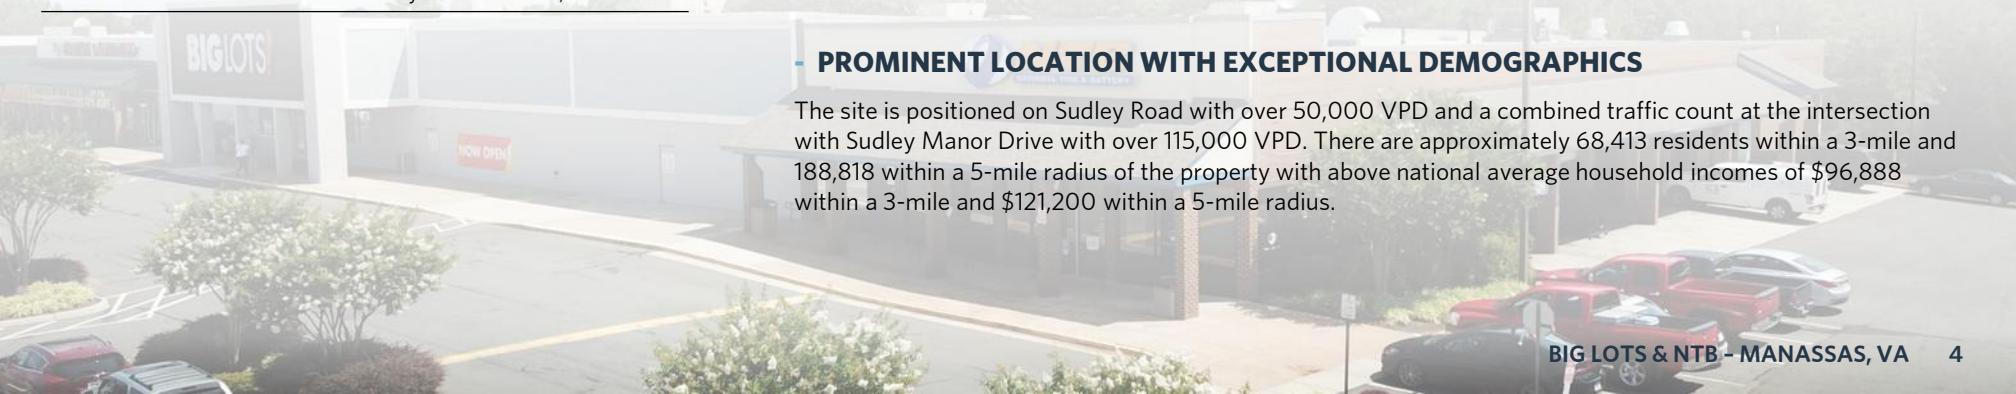 BIG LOTS!
NOW OPEN
- PROMINENT LOCATION WITH EXCEPTIONAL DEMOGRAPHICS
The site is positioned on Sudley Road with over 50,000 VPD and a combined traffic count at the intersection
with Sudley Manor Drive with over 115,000 VPD. There are approximately 68,413 residents within a 3-mile and
188,818 within a 5-mile radius of the property with above national average household incomes of $96,888
within a 3-mile and $121,200 within a 5-mile radius.
BIG LOTS & NTB – MANASSAS, VA 4